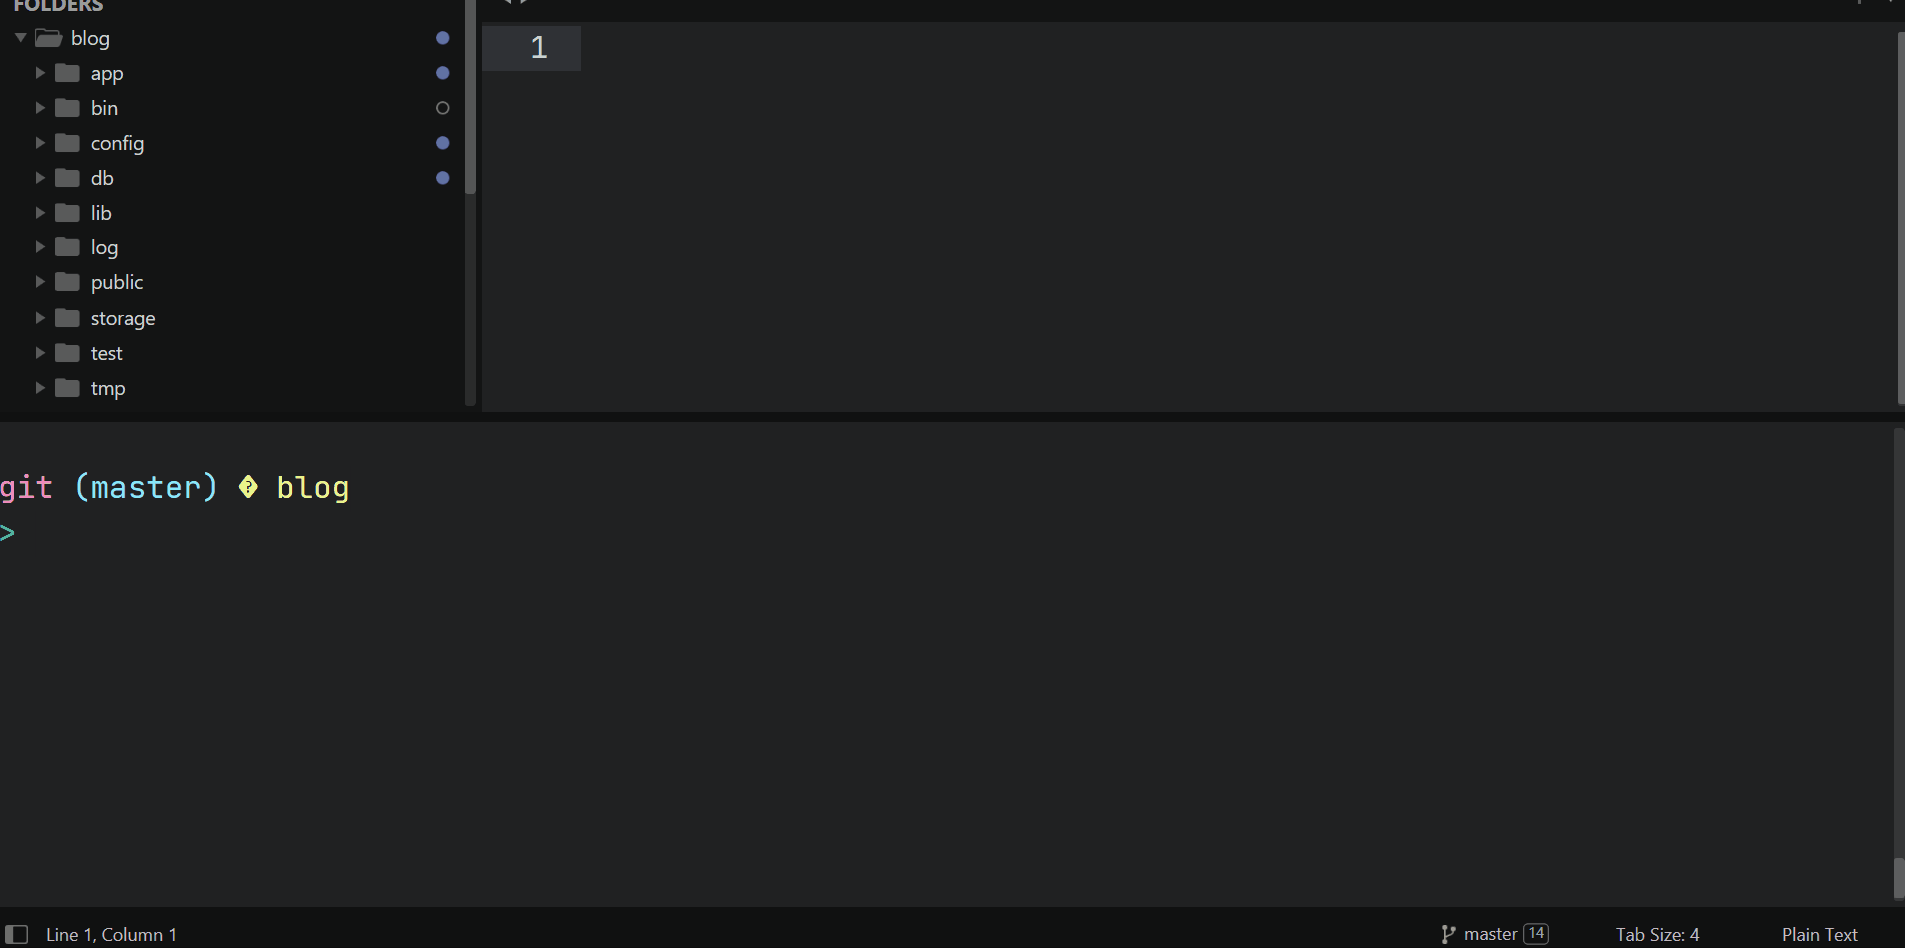 FOLDERS
blog
app
bin
config
db
lib
log
public
storage
test
tmp
1
git (master) � blog
>
Line 1, Column 1
master 14
Tab Size: 4
Plain Text